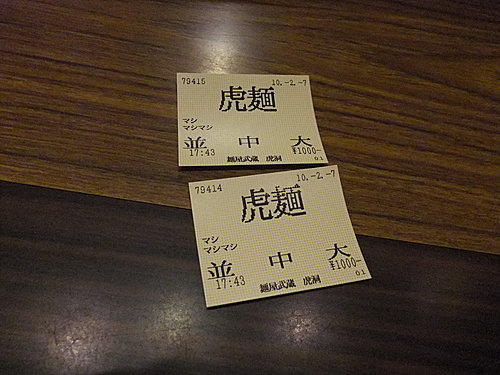 79415 10.-2.-7
虎麺
マシ
マシマシ
並 中 大
17:43 ¥1000-
麺屋武蔵 虎洞 01
79414 10.-2.-7
虎麺
マシ
マシマシ
並 中 大
17:43 ¥1000-
麺屋武蔵 虎洞 01